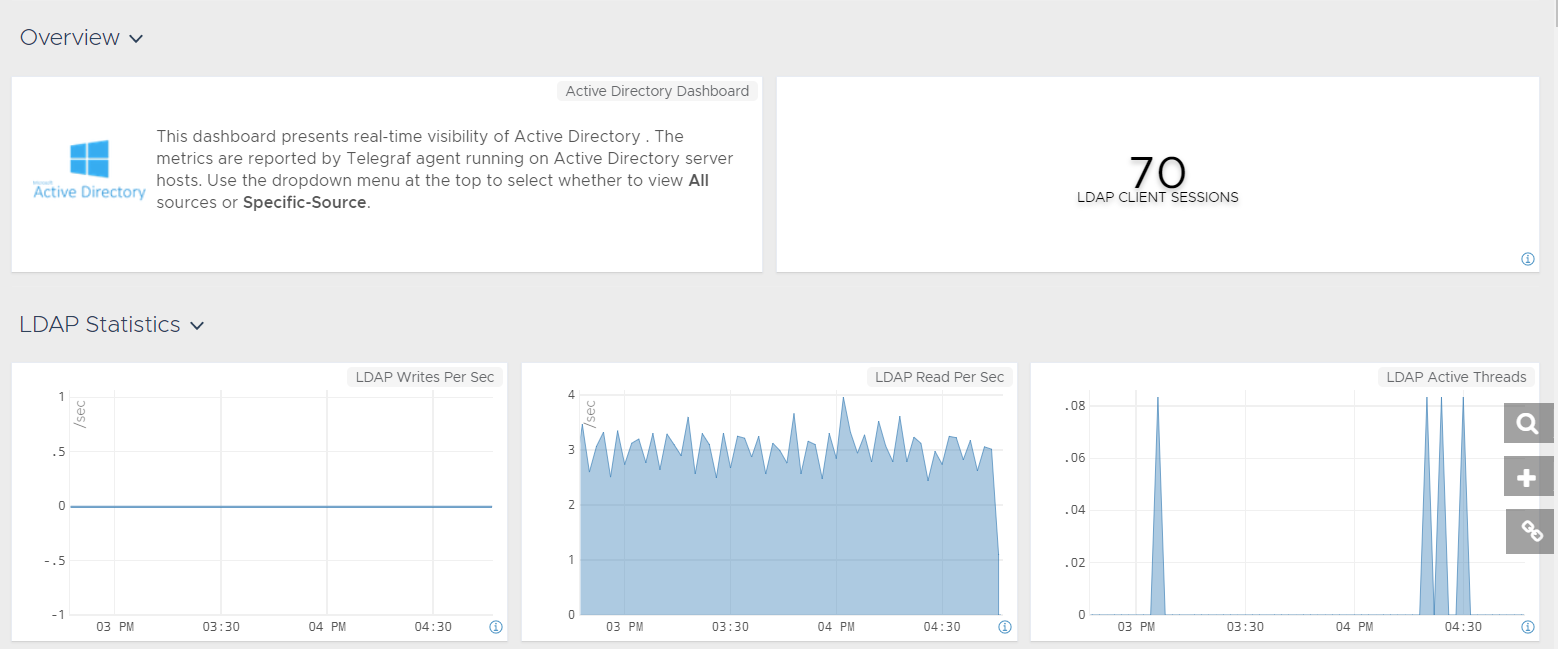 Overview
Active Directory Dashboard
This dashboard presents real-time visibility of Active Directory . The
metrics are reported by Telegraf agent running on Active Directory server
hosts. Use the dropdown menu at the top to select whether to view All
sources or Specific-Source.
Microsoft
Active Directory
70
LDAP CLIENT SESSIONS
LDAP Statistics
LDAP Writes Per Sec
/sec
1
.5
0
-.5
-1
03 PM
03:30
04 PM
04:30
LDAP Read Per Sec
/sec
4
3
2
1
0
03 PM
03:30
04 PM
04:30
LDAP Active Threads
.08
.06
.04
.02
0
03 PM
03:30
04 PM
04:30